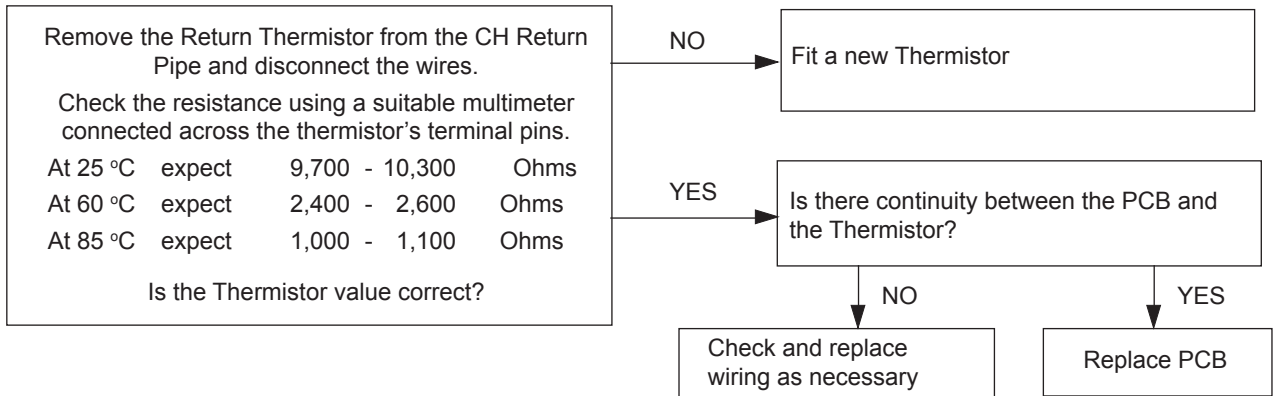 Remove the Return Thermistor from the CH Return
Pipe and disconnect the wires.
Check the resistance using a suitable multimeter
connected across the thermistor's terminal pins.
At 25 °C expect 9,700 - 10,300 Ohms
At 60 °C expect 2,400 - 2,600 Ohms
At 85 °C expect 1,000 - 1,100 Ohms
Is the Thermistor value correct?
NO
Fit a new Thermistor
YES
Is there continuity between the PCB and
the Thermistor?
NO
YES
Check and replace
wiring as necessary
Replace PCB